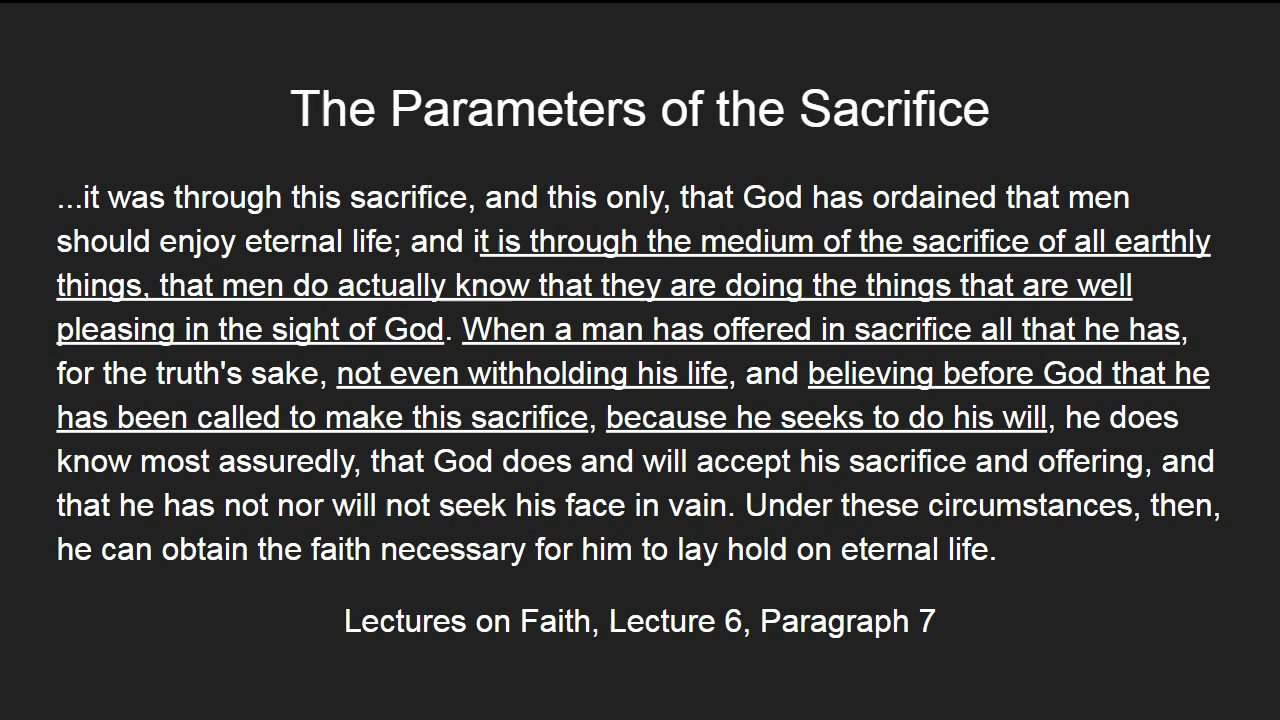 The Parameters of the Sacrifice
...it was through this sacrifice, and this only, that God has ordained that men
should enjoy eternal life; and it is through the medium of the sacrifice of all earthly
things, that men do actually know that they are doing the things that are well
pleasing in the sight of God. When a man has offered in sacrifice all that he has,
for the truth's sake, not even withholding his life, and believing before God that he
has been called to make this sacrifice, because he seeks to do his will, he does
know most assuredly, that God does and will accept his sacrifice and offering, and
that he has not nor will not seek his face in vain. Under these circumstances, then,
he can obtain the faith necessary for him to lay hold on eternal life.
Lectures on Faith, Lecture 6, Paragraph 7